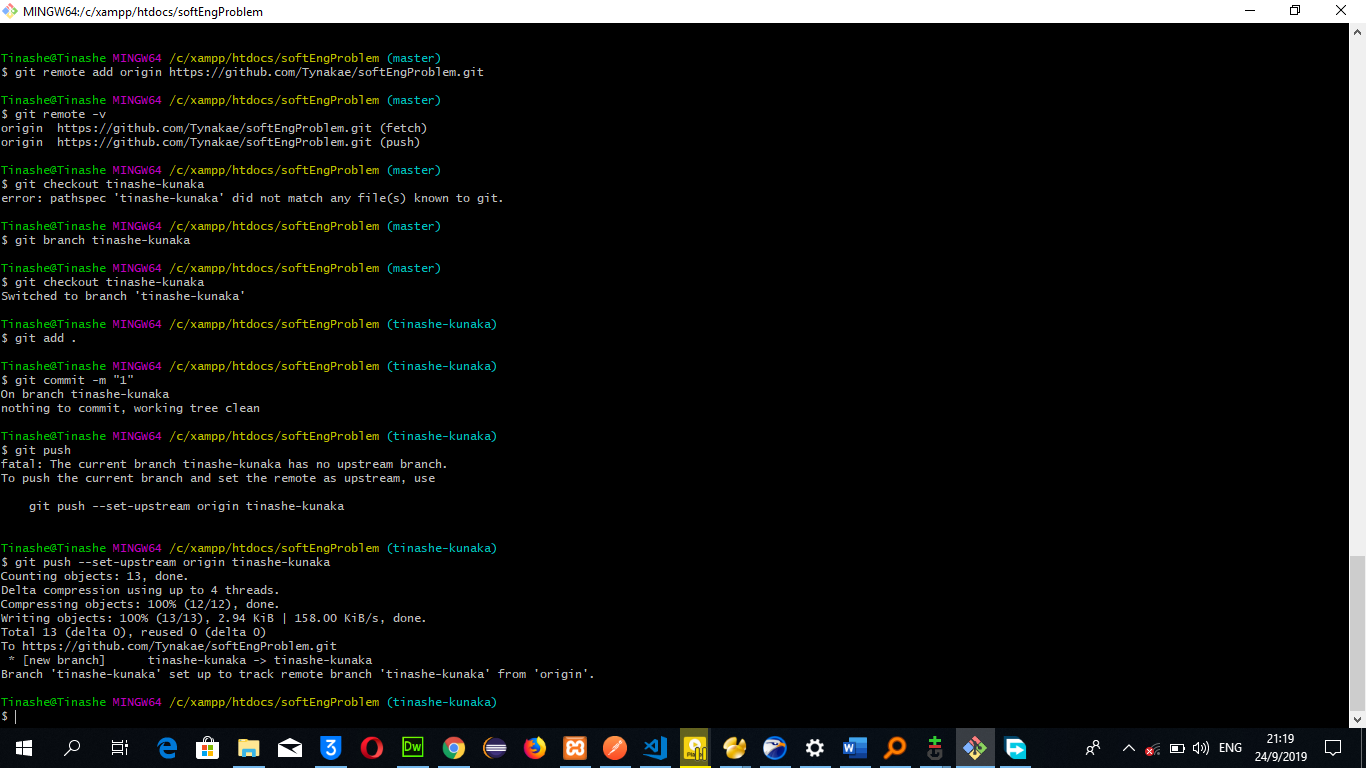 MINGW64:/c/xampp/htdocs/softEngProblem
Tinashe@Tinashe MINGW64 /c/xampp/htdocs/softEngProblem (master)
$ git remote add origin https://github.com/Tynakae/softEngProblem.git
Tinashe@Tinashe MINGW64 /c/xampp/htdocs/softEngProblem (master)
$ git remote -v
origin  https://github.com/Tynakae/softEngProblem.git (fetch)
origin  https://github.com/Tynakae/softEngProblem.git (push)
Tinashe@Tinashe MINGW64 /c/xampp/htdocs/softEngProblem (master)
$ git checkout tinashe-kunaka
error: pathspec 'tinashe-kunaka' did not match any file(s) known to git.
Tinashe@Tinashe MINGW64 /c/xampp/htdocs/softEngProblem (master)
$ git branch tinashe-kunaka
Tinashe@Tinashe MINGW64 /c/xampp/htdocs/softEngProblem (master)
$ git checkout tinashe-kunaka
Switched to branch 'tinashe-kunaka'
Tinashe@Tinashe MINGW64 /c/xampp/htdocs/softEngProblem (tinashe-kunaka)
$ git add .
Tinashe@Tinashe MINGW64 /c/xampp/htdocs/softEngProblem (tinashe-kunaka)
$ git commit -m "1"
On branch tinashe-kunaka
nothing to commit, working tree clean
Tinashe@Tinashe MINGW64 /c/xampp/htdocs/softEngProblem (tinashe-kunaka)
$ git push
fatal: The current branch tinashe-kunaka has no upstream branch.
To push the current branch and set the remote as upstream, use
    git push --set-upstream origin tinashe-kunaka
Tinashe@Tinashe MINGW64 /c/xampp/htdocs/softEngProblem (tinashe-kunaka)
$ git push --set-upstream origin tinashe-kunaka
Counting objects: 13, done.
Delta compression using up to 4 threads.
Compressing objects: 100% (12/12), done.
Writing objects: 100% (13/13), 2.94 KiB | 158.00 KiB/s, done.
Total 13 (delta 0), reused 0 (delta 0)
To https://github.com/Tynakae/softEngProblem.git
 * [new branch]      tinashe-kunaka -> tinashe-kunaka
Branch 'tinashe-kunaka' set up to track remote branch 'tinashe-kunaka' from 'origin'.
Tinashe@Tinashe MINGW64 /c/xampp/htdocs/softEngProblem (tinashe-kunaka)
$
3
Dw
ENG
21:19
24/9/2019